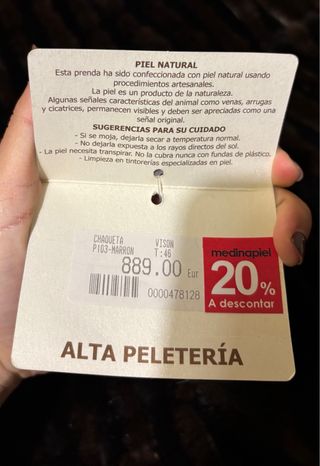 PIEL NATURAL
Esta prenda ha sido confeccionada con piel natural usando
procedimientos artesanales.
La piel es un producto de la naturaleza.
Algunas señales características del animal como venas, arrugas
y cicatrices, permanecen visibles y deben ser apreciadas como una
señal original.
SUGERENCIAS PARA SU CUIDADO
- Si se moja, dejarla secar a temperatura normal.
- No dejarla expuesta a los rayos directos del sol.
- La piel necesita transpirar. No la cubra nunca con fundas de plástico.
- Limpieza en tintorerías especializadas en piel.
CHAQUETA VISON
P103-MARRON T:46
889.00 Eur
0000478128
medinapiel
20%
A descontar
ALTA PELETERÍA